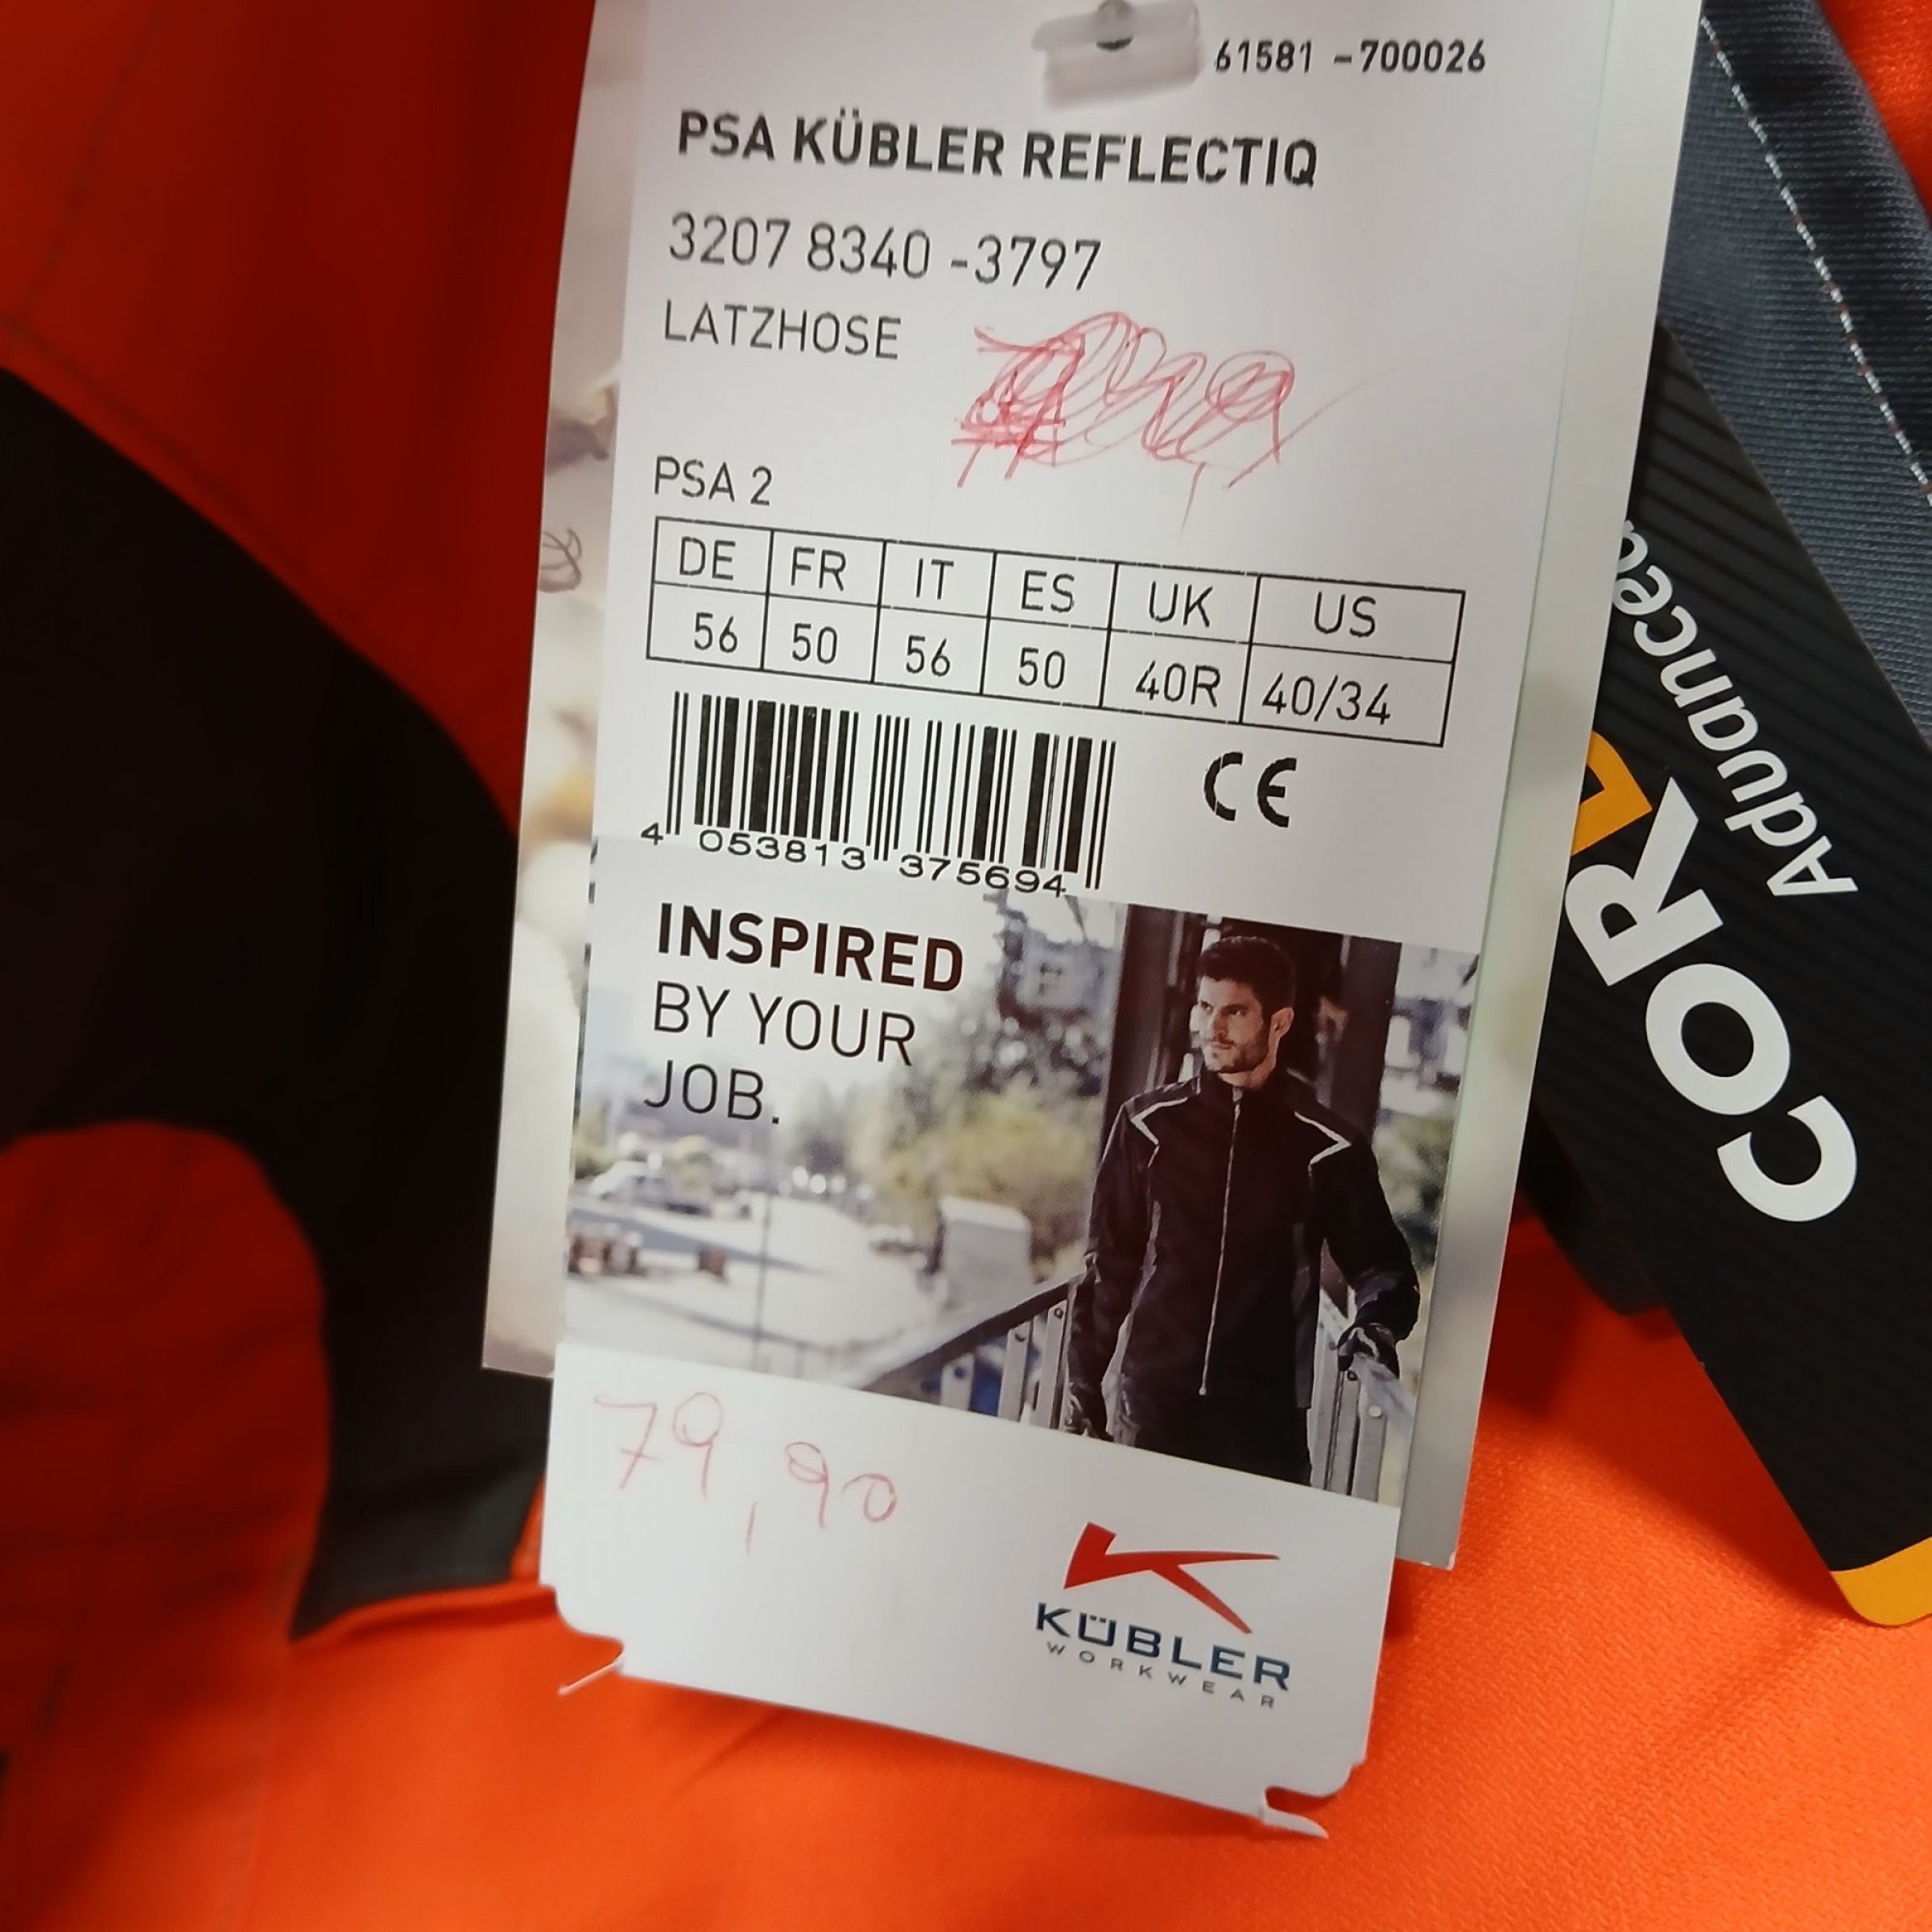 61581 -700026
PSA KÜBLER REFLECTIQ
3207 8340 -3797
LATZHOSE
PSA 2
DE FR IT ES UK US
56 50 56 50 40R 40/34
4 053813 375694
CE
INSPIRED
BY YOUR
JOB.
79,90
KÜBLER
WORKWEAR
Advanced